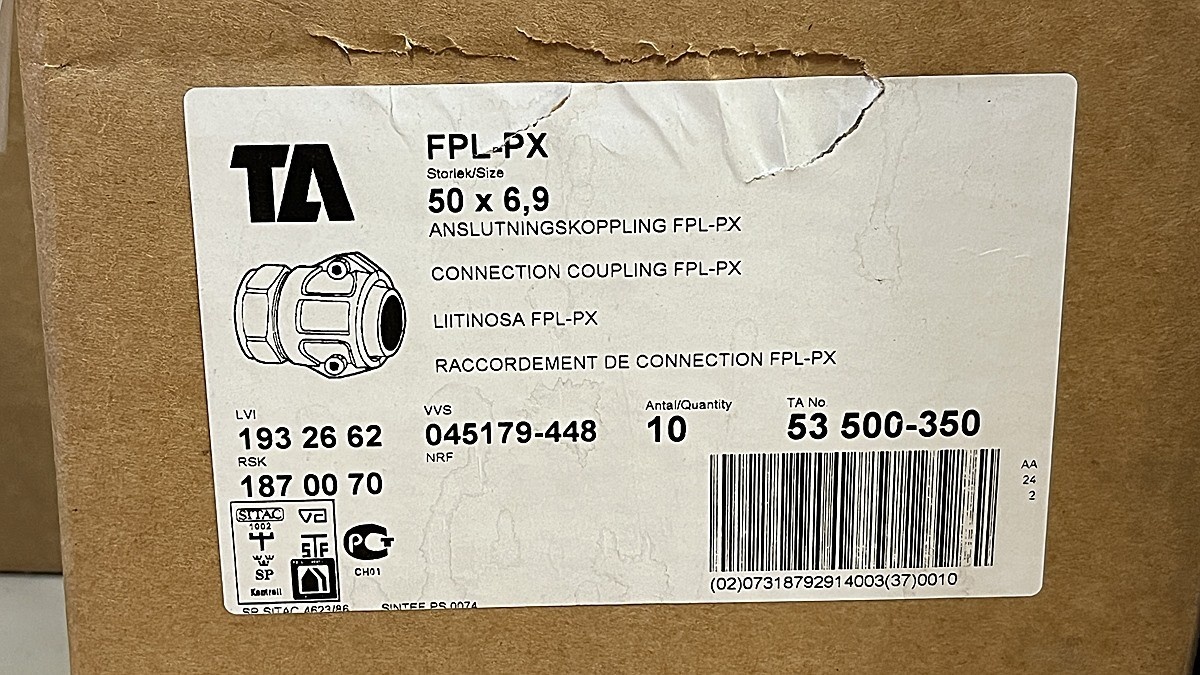 TA
FPL-PX
Storlek/Size
50 x 6,9
ANSLUTNINGSKOPPLING FPL-PX
CONNECTION COUPLING FPL-PX
LIITINOSA FPL-PX
RACCORDEMENT DE CONNECTION FPL-PX
LVI
193 26 62
VVS
045179-448
Antal/Quantity
10
TA No
53 500-350
RSK
187 00 70
NRF
AA
24
2
SITAC
1002
STF
SP
Kontroll
PCT
CH01
(02)07318792914003(37)0010
SP SITAC 4623/86
SINTEF PS 0074